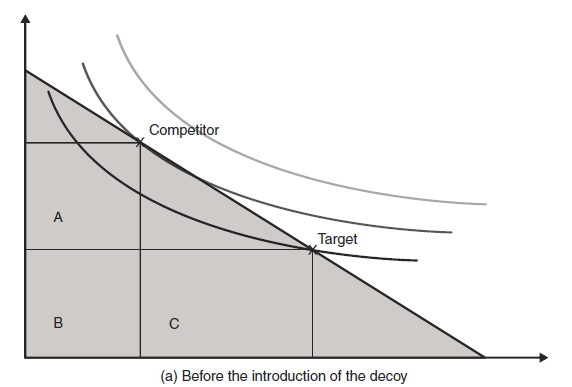 Competitor
Target
A
B
C
(a) Before the introduction of the decoy